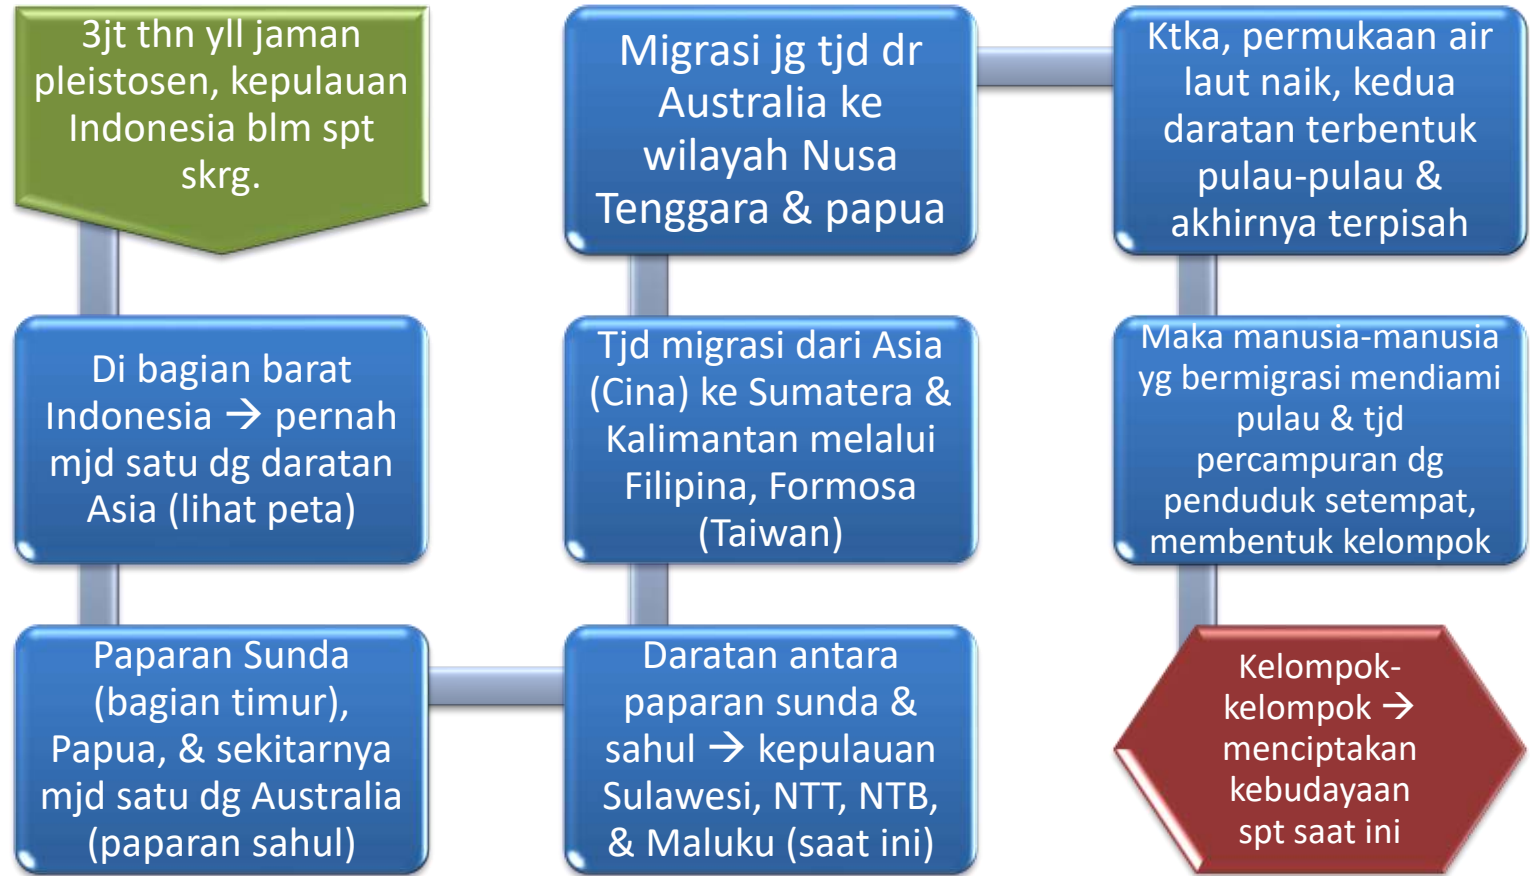 3jt thn yll jaman
pleistosen, kepulauan
Indonesia blm spt
skrg.
Di bagian barat
Indonesia → pernah
mjd satu dg daratan
Asia (lihat peta)
Paparan Sunda
(bagian timur),
Papua, & sekitarnya
mjd satu dg Australia
(paparan sahul)
Daratan antara
paparan sunda &
sahul → kepulauan
Sulawesi, NTT, NTB,
& Maluku (saat ini)
Tjd migrasi dari Asia
(Cina) ke Sumatera &
Kalimantan melalui
Filipina, Formosa
(Taiwan)
Migrasi jg tjd dr
Australia ke
wilayah Nusa
Tenggara & papua
Ktka, permukaan air
laut naik, kedua
daratan terbentuk
pulau-pulau &
akhirnya terpisah
Maka manusia-manusia
yg bermigrasi mendiami
pulau & tjd
percampuran dg
penduduk setempat,
membentuk kelompok
Kelompok-
kelompok →
menciptakan
kebudayaan
spt saat ini